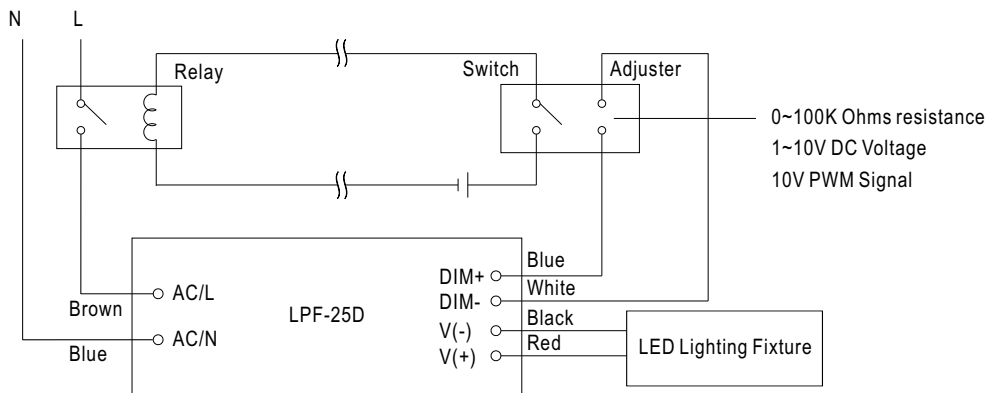 N L
Relay
Switch
Adjuster
0~100K Ohms resistance
1~10V DC Voltage
10V PWM Signal
Blue
DIM+
White
DIM-
Black
V(-)
Red
V(+)
AC/L
Brown
LPF-25D
AC/N
Blue
LED Lighting Fixture